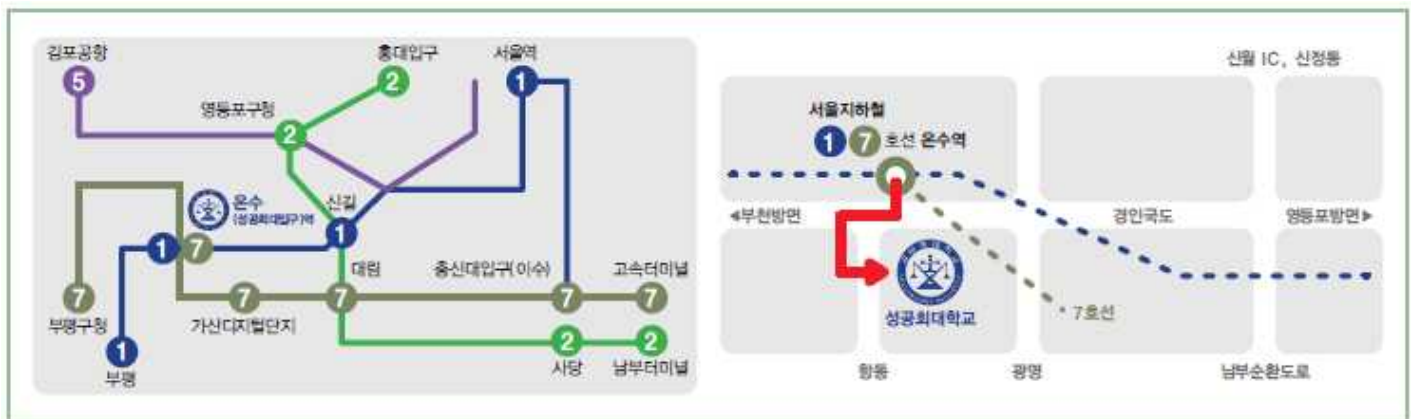 김포공항
5
홍대입구
2
서울역
1
영등포구청
2
온수
(성공회대입구)역
신길
1
1 7
대림
총신대입구(이수)
고속터미널
7
부평구청
7
가산디지털단지
7
7
7
1
부평
2
사당
2
남부터미널
신월 IC, 신정동
서울지하철
1 7 호선 온수역
◀부천방면
경인국도
영등포방면▶
성공회대학교
7호선
항동
광명
남부순환도로